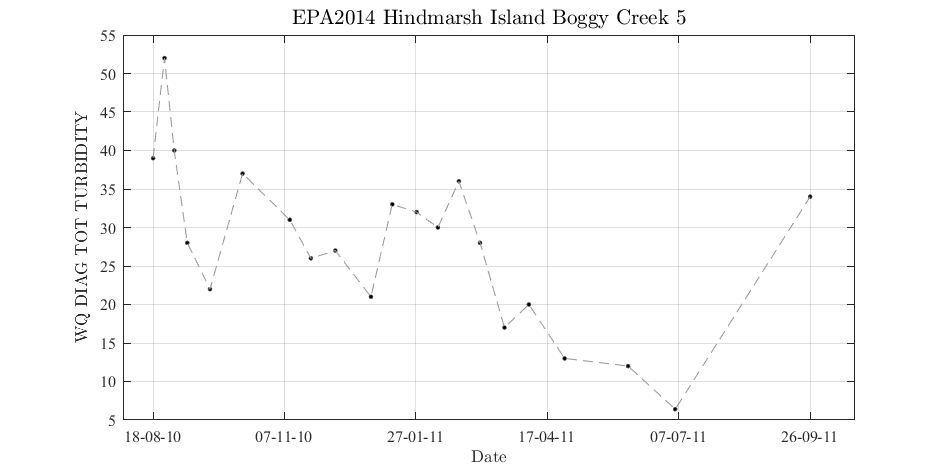 EPA2014 Hindmarsh Island Boggy Creek 5
WQ DIAG TOT TURBIDITY
55
50
45
40
35
30
25
20
15
10
5
18-08-10 07-11-10 27-01-11 17-04-11 07-07-11 26-09-11
Date